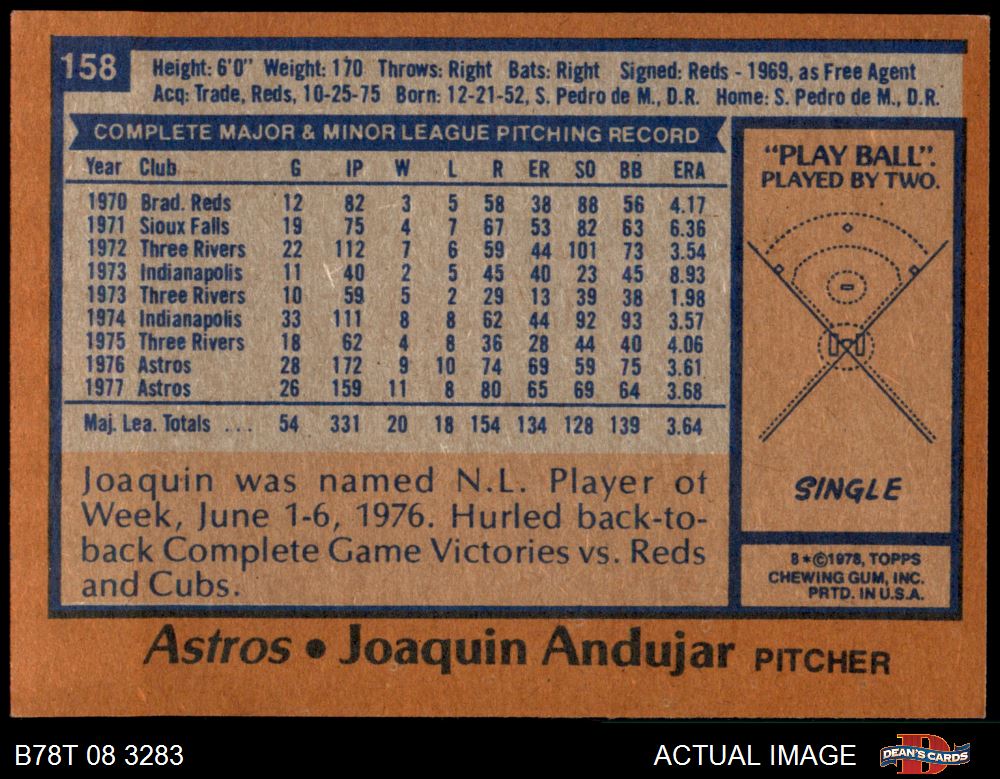 158
Height: 6'0" Weight: 170 Throws: Right Bats: Right Signed: Reds - 1969, as Free Agent
Acq: Trade, Reds, 10-25-75 Born: 12-21-52, S. Pedro de M., D.R. Home: S. Pedro de M., D.R.
COMPLETE MAJOR & MINOR LEAGUE PITCHING RECORD
Year Club G IP W L R ER SO BB ERA
1970 Brad. Reds 12 82 3 5 58 38 88 56 4.17
1971 Sioux Falls 19 75 4 7 67 53 82 63 6.36
1972 Three Rivers 22 112 7 6 59 44 101 73 3.54
1973 Indianapolis 11 40 2 5 45 40 23 45 8.93
1973 Three Rivers 10 59 5 2 29 13 39 38 1.98
1974 Indianapolis 33 111 8 8 62 44 92 93 3.57
1975 Three Rivers 18 62 4 8 36 28 44 40 4.06
1976 Astros 28 172 9 10 74 69 59 75 3.61
1977 Astros 26 159 11 8 80 65 69 64 3.68
Maj. Lea. Totals ... 54 331 20 18 154 134 128 139 3.64
Joaquin was named N.L. Player of
Week, June 1-6, 1976. Hurled back-to-
back Complete Game Victories vs. Reds
and Cubs.
"PLAY BALL".
PLAYED BY TWO.
SINGLE
B*©1978, TOPPS
CHEWING GUM, INC.
PRTD. IN U.S.A.
Astros • Joaquin Andujar PITCHER
B78T 08 3283
ACTUAL IMAGE
DEAN'S CARDS